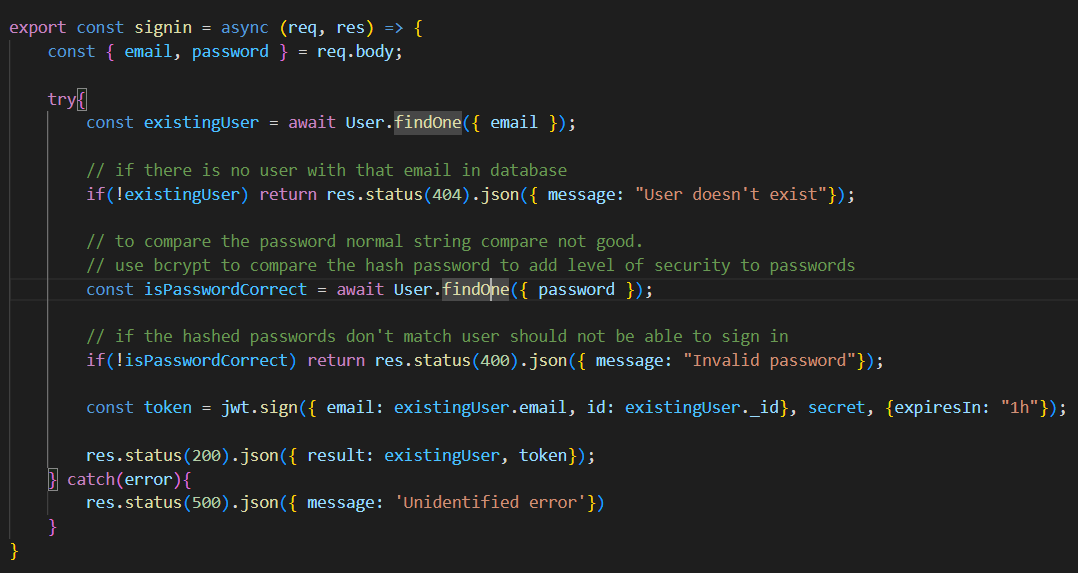 export const signin = async (req, res) => {
    const { email, password } = req.body;

    try{
        const existingUser = await User.findOne({ email });

        // if there is no user with that email in database
        if(!existingUser) return res.status(404).json({ message: "User doesn't exist"});

        // to compare the password normal string compare not good.
        // use bcrypt to compare the hash password to add level of security to passwords
        const isPasswordCorrect = await User.findOne({ password });

        // if the hashed passwords don't match user should not be able to sign in
        if(!isPasswordCorrect) return res.status(400).json({ message: "Invalid password"});

        const token = jwt.sign({ email: existingUser.email, id: existingUser._id}, secret, {expiresIn: "1h"});

        res.status(200).json({ result: existingUser, token});
    } catch(error){
        res.status(500).json({ message: 'Unidentified error'})
    }
}